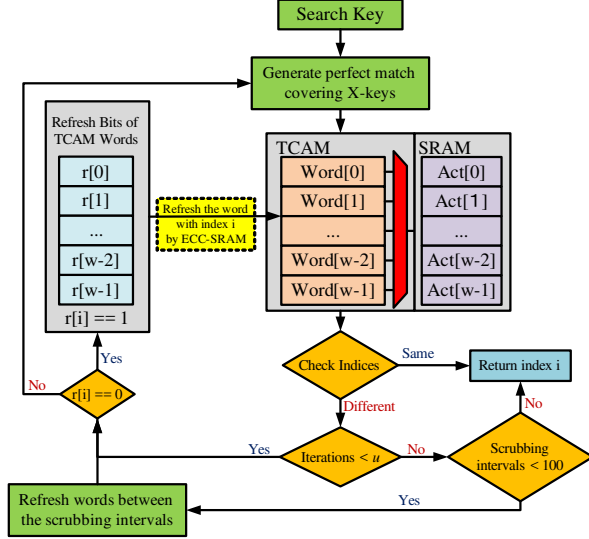 Search Key
Generate perfect match
covering X-keys
Refresh Bits of
TCAM Words
r[0]
r[1]
...
r[w-2]
r[w-1]
r[i] == 1
Refresh the word
with index i
by ECC-SRAM
TCAM
Word[0]
Word[1]
...
Word[w-2]
Word[w-1]
SRAM
Act[0]
Act[1]
...
Act[w-2]
Act[w-1]
Yes
No
r[i] == 0
Check Indices
Same
Return index i
Different
No
Yes
Iterations < u
No
Scrubbing
intervals < 100
Yes
Refresh words between
the scrubbing intervals